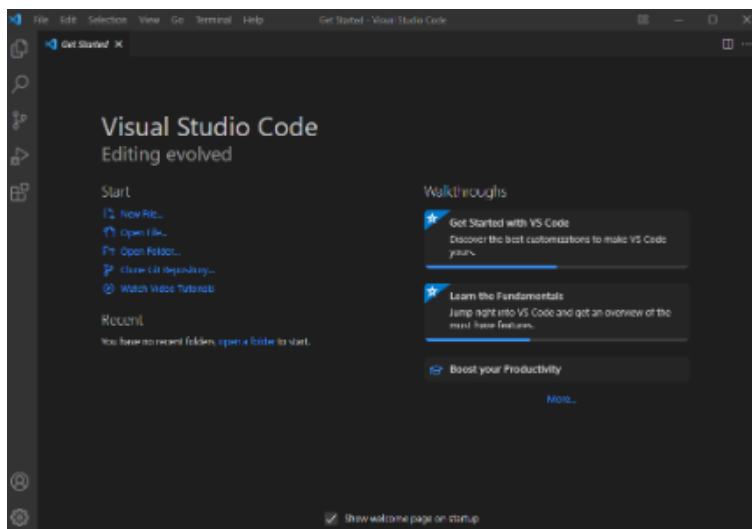 File Edit Selection View Go Terminal Help Get Started - Visual Studio Code
Get Started
Visual Studio Code
Editing evolved
Start
New File...
Open File...
Open Folder...
Clone Git Repository...
Watch Video Tutorials
Recent
You have no recent folders, open a folder to start.
Walkthroughs
Get Started with VS Code
Discover the best customizations to make VS Code
yours.
Learn the Fundamentals
Jump right into VS Code and get an overview of the
must have features.
Boost your Productivity
More...
Show welcome page on startup